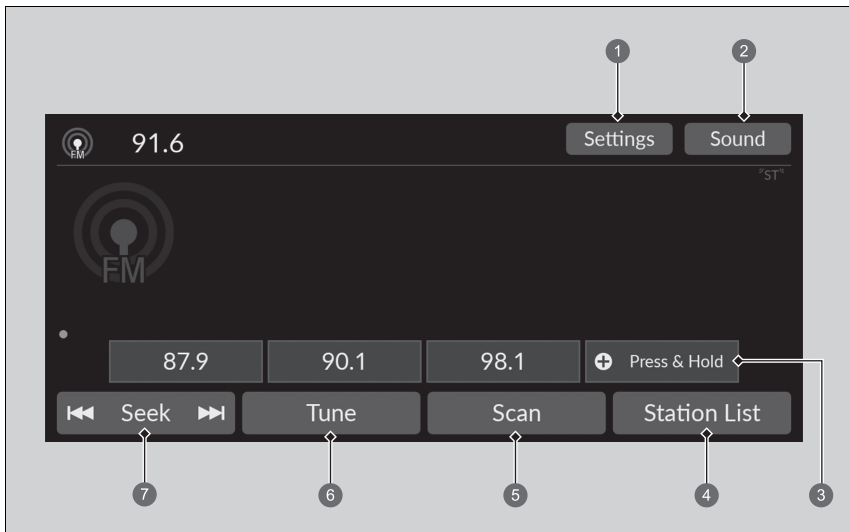 1 2
FM 91.6 Settings Sound
ST
FM
87.9 90.1 98.1 Press & Hold
Seek Tune Scan Station List
7 6 5 4 3